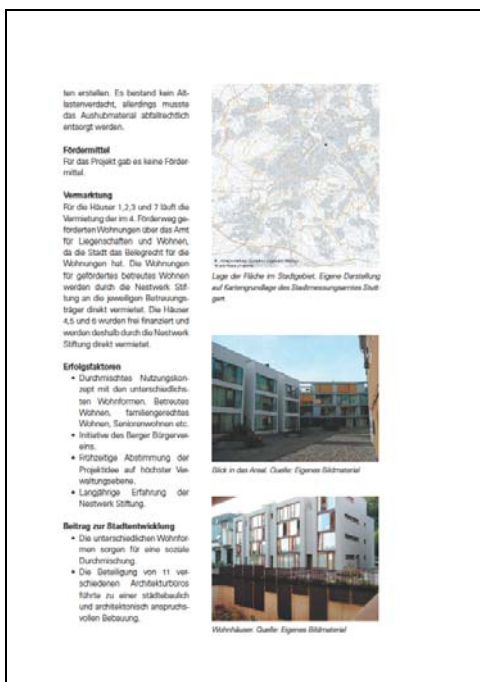 ten erstellen. Es bestand kein Alt-
lastenverdacht, allerdings musste
das Aushubmaterial abfallrechtlich
entsorgt werden.
Fördermittel
Für das Projekt gab es keine Förder-
mittel.
Vermarktung
Für die Häuser 1,2,3 und 7 läuft die
Vermietung der im 4. Förderweg ge-
förderten Wohnungen über das Amt
für Liegenschaften und Wohnen,
da die Stadt das Belegrecht für die
Wohnungen hat. Die Wohnungen
für gefördertes betreutes Wohnen
werden durch die Nestwerk Stif-
tung an die jeweiligen Betreuungs-
träger direkt vermietet. Die Häuser
4,5 und 6 wurden frei finanziert und
werden deshalb durch die Nestwerk
Stiftung direkt vermietet.
Erfolgsfaktoren
• Durchmischtes Nutzungskon-
zept mit den unterschiedlichs-
ten Wohnformen. Betreutes
Wohnen, familiengerechtes
Wohnen, Seniorenwohnen etc.
• Initiative des Berger Bürgerver-
eins.
• Frühzeitige Abstimmung der
Projektidee auf höchster Ver-
waltungsebene.
• Langjährige Erfahrung der
Nestwerk Stiftung.
Beitrag zur Stadtentwicklung
• Die unterschiedlichen Wohnfor-
men sorgen für eine soziale
Durchmischung.
• Die Beteiligung von 11 ver-
schiedenen Architekturbüros
führte zu einer städtebaulich
und architektonisch anspruchs-
vollen Bebauung.
Lage der Fläche im Stadtgebiet. Eigene Darstellung
auf Kartengrundlage des Stadtmessungsamtes Stutt-
gart.
Blick in das Areal. Quelle: Eigenes Bildmaterial
Wohnhäuser. Quelle: Eigenes Bildmaterial